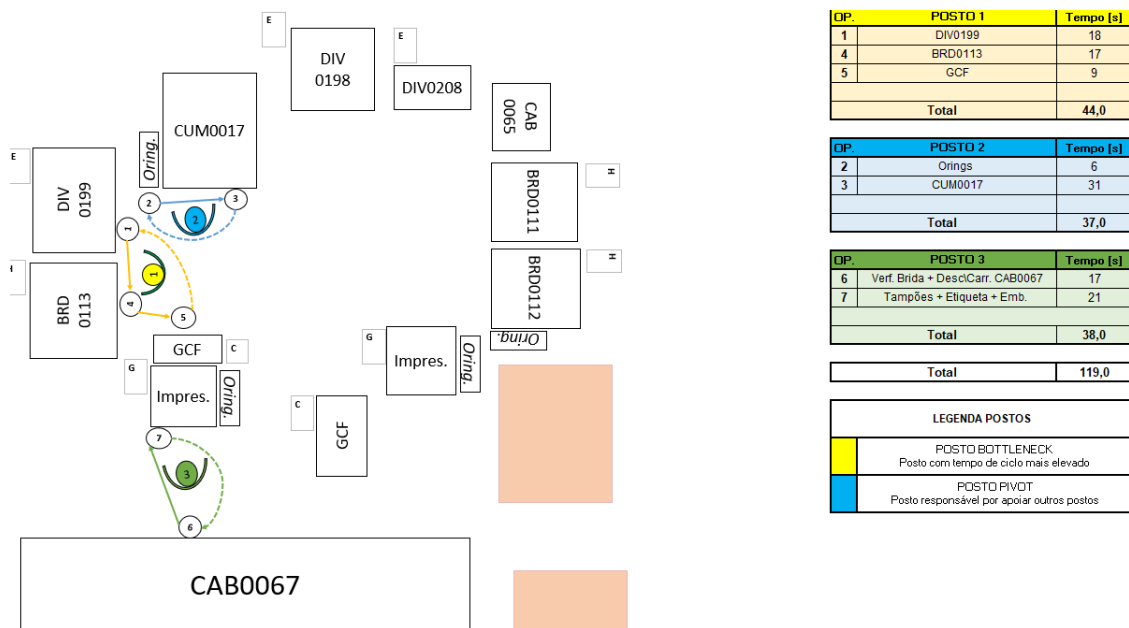 E
DIV
0198
E
DIV0208
CAB
0065
CUM0017
Oring.
E
DIV
0199
2
3
2
1
BRD0111
H
1
H
BRD
0113
4
5
BRD0112
H
Oring.
GCF
C
G
Impres.
Oring.
G
Impres.
Oring.
C
GCF
7
3
6
CAB0067
OP. POSTO 1 Tempo [s]
1 DIV0199 18
4 BRD0113 17
5 GCF 9
Total 44,0
OP. POSTO 2 Tempo [s]
2 Orings 6
3 CUM0017 31
Total 37,0
OP. POSTO 3 Tempo [s]
6 Verf. Brida + Desc\Carr. CAB0067 17
7 Tampões + Etiqueta + Emb. 21
Total 38,0
Total 119,0
LEGENDA POSTOS
POSTO BOTTLENECK
Posto com tempo de ciclo mais elevado
POSTO PIVOT
Posto responsável por apoiar outros postos